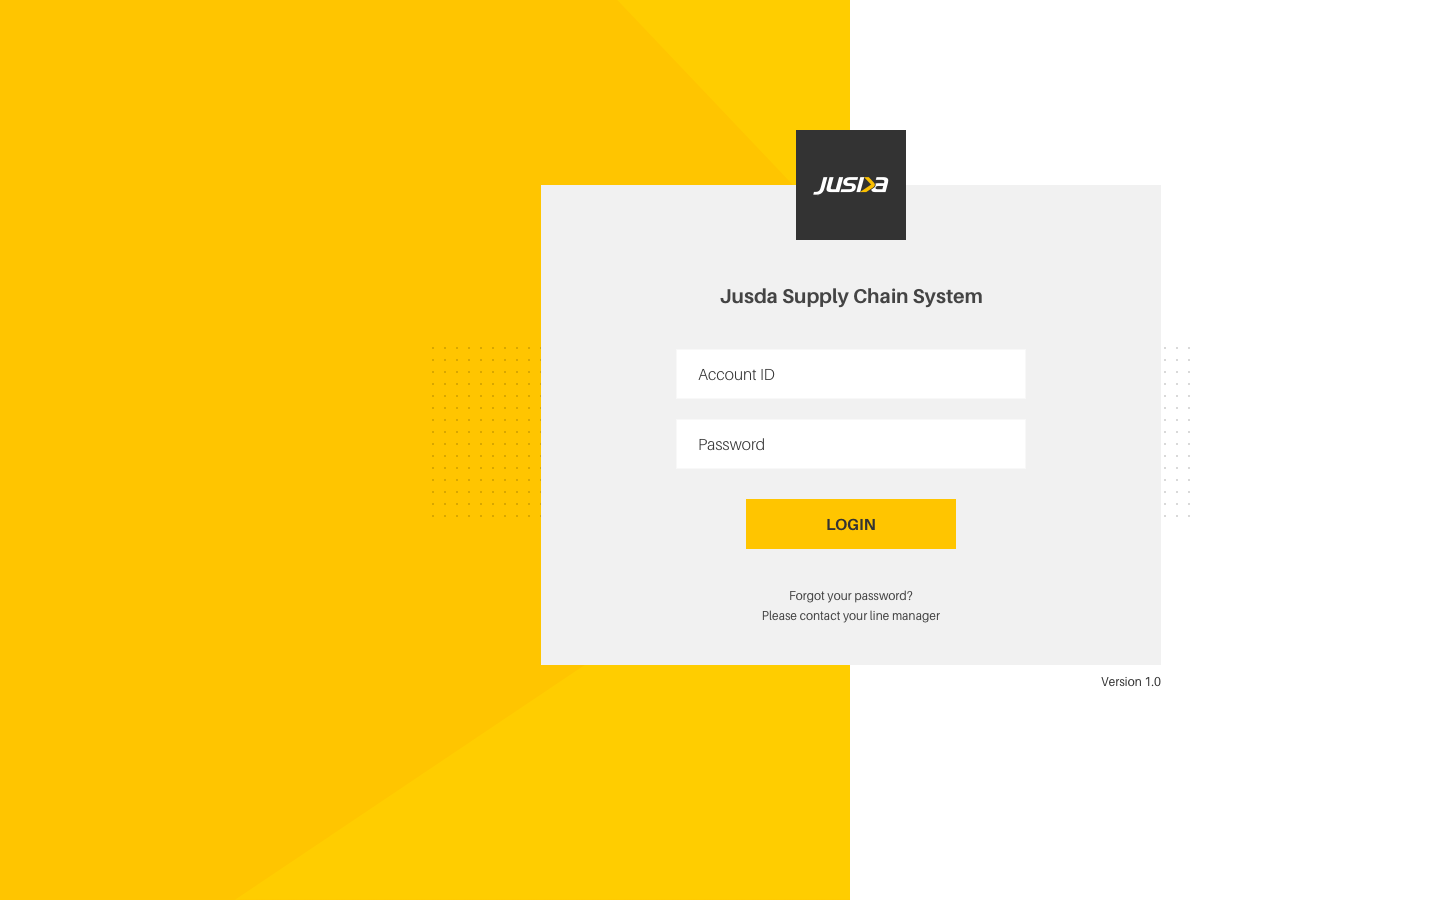 JUSDA
Jusda Supply Chain System
Account ID
Password
LOGIN
Forgot your password?
Please contact your line manager
Version 1.0